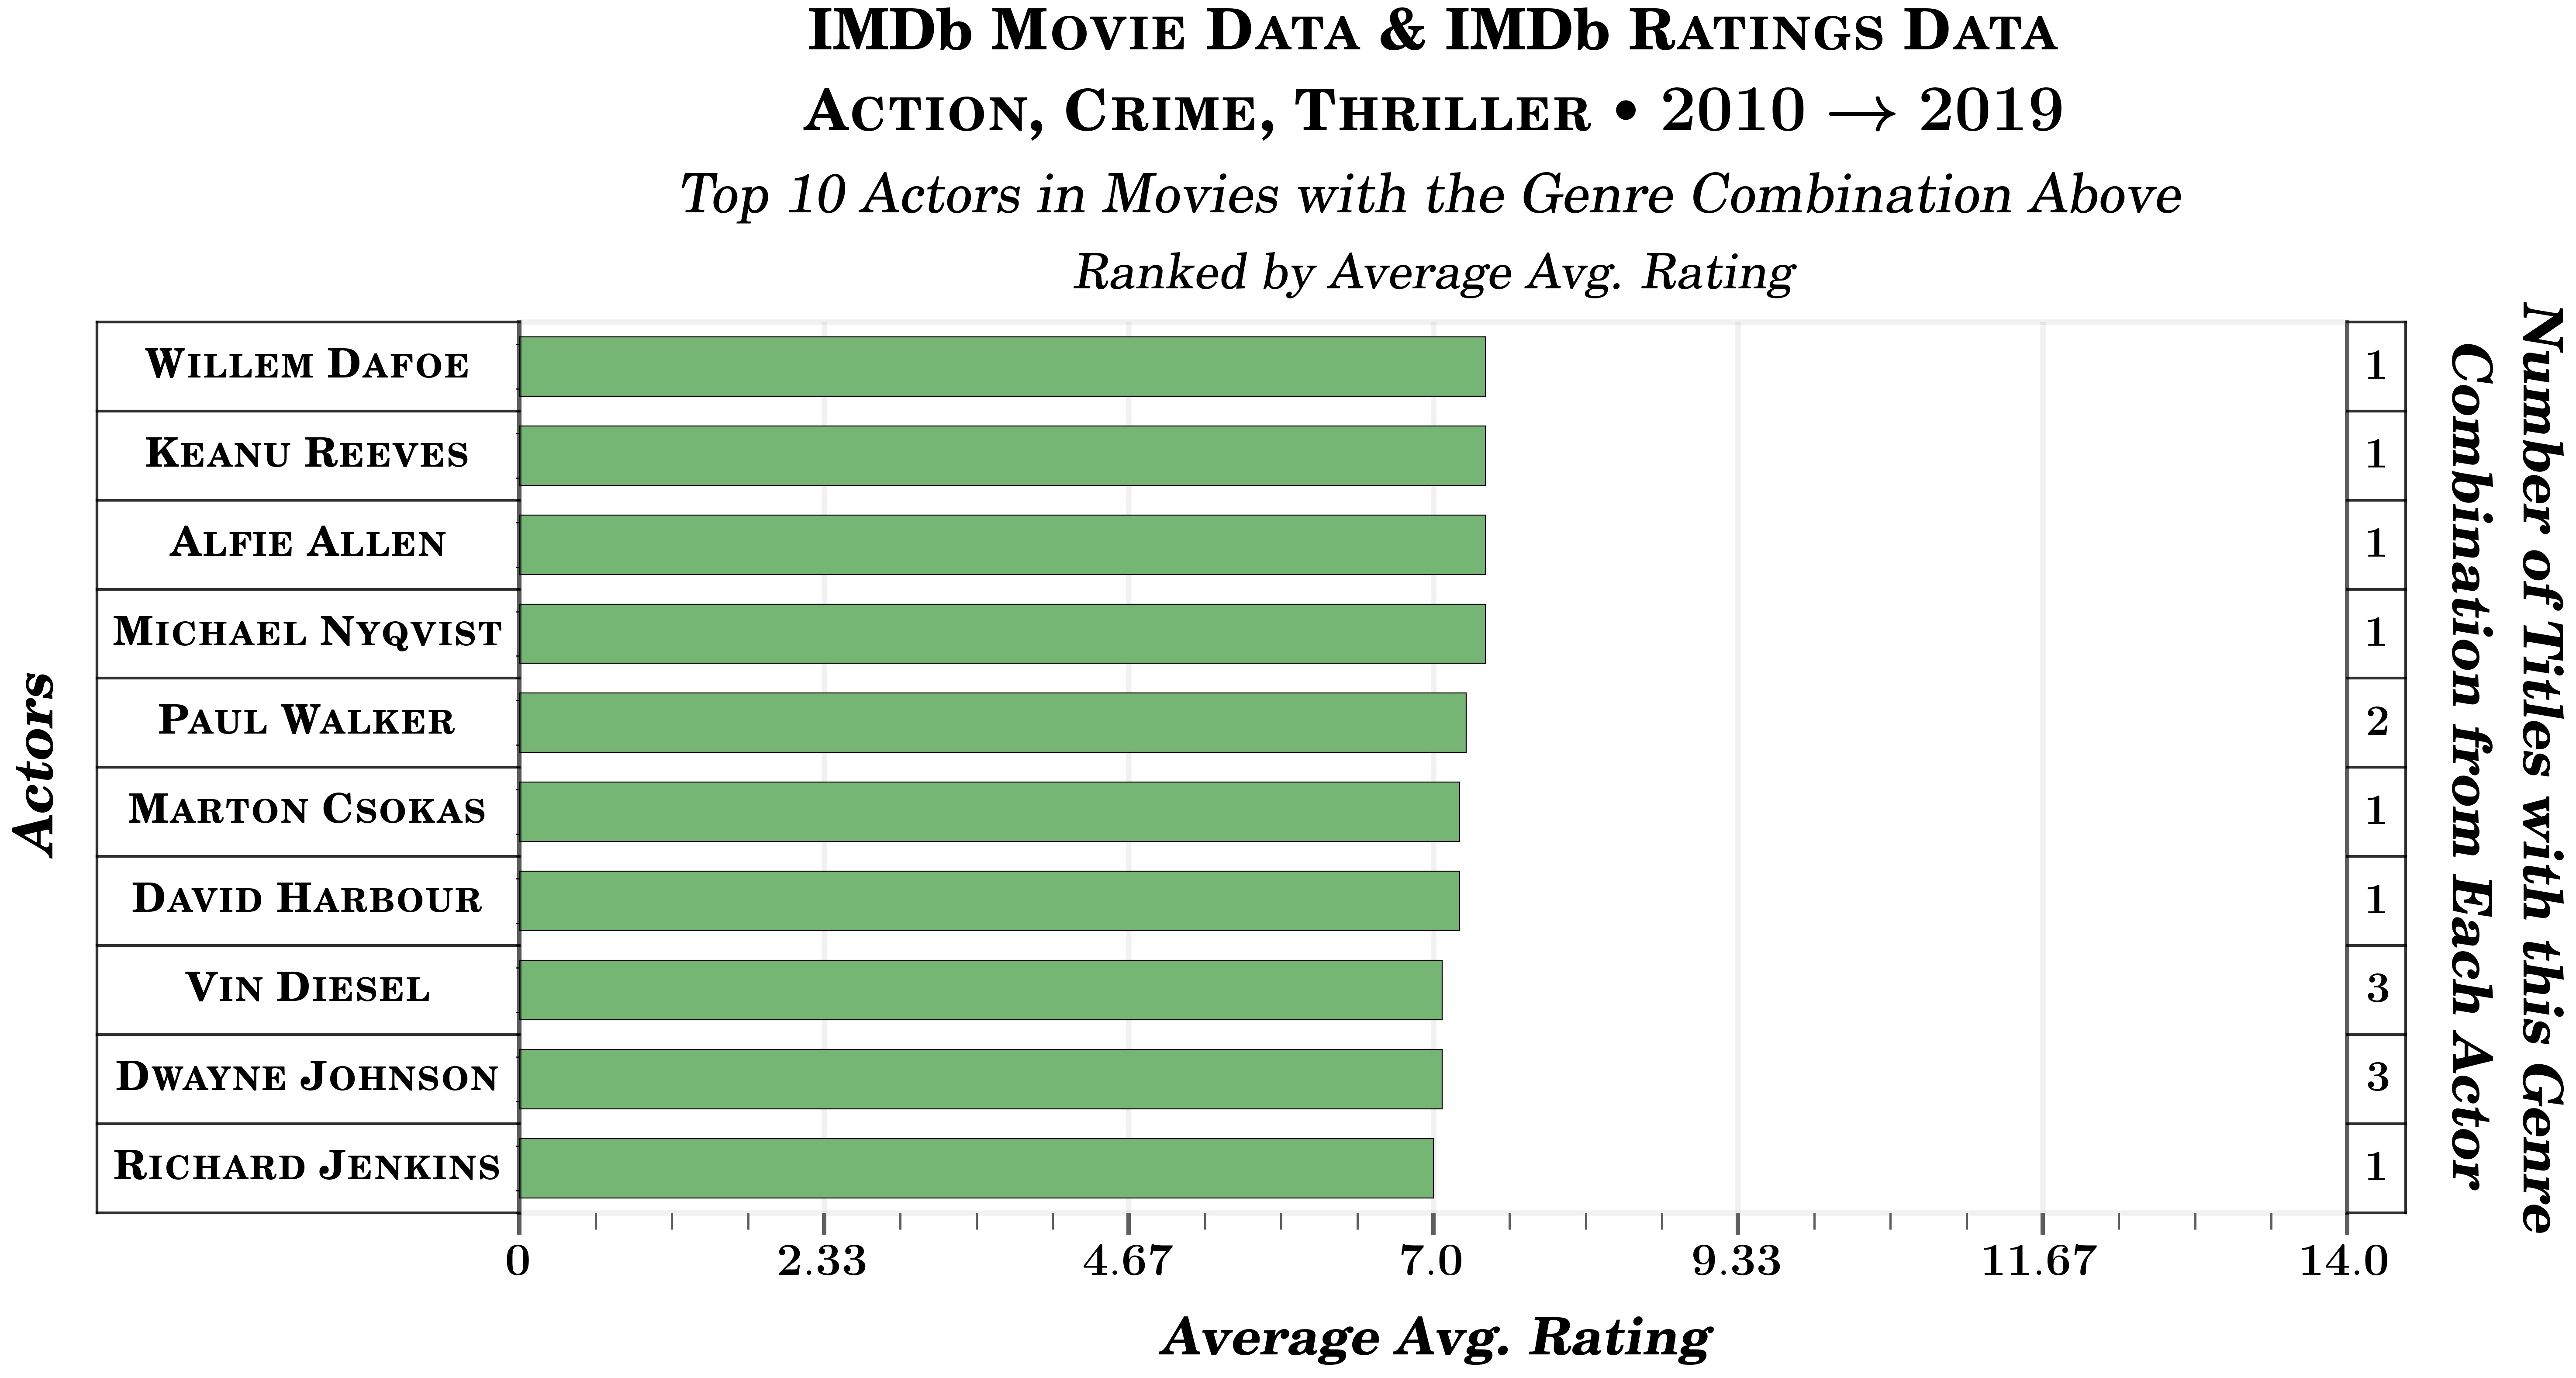 IMDb Movie Data & IMDb Ratings Data
Action, Crime, Thriller • 2010 → 2019
Top 10 Actors in Movies with the Genre Combination Above
Ranked by Average Avg. Rating
Actors
Willem Dafoe 1
Keanu Reeves 1
Alfie Allen 1
Michael Nyqvist 1
Paul Walker 2
Marton Csokas 1
David Harbour 1
Vin Diesel 3
Dwayne Johnson 3
Richard Jenkins 1
0 2.33 4.67 7.0 9.33 11.67 14.0
Average Avg. Rating
Number of Titles with this Genre
Combination from Each Actor